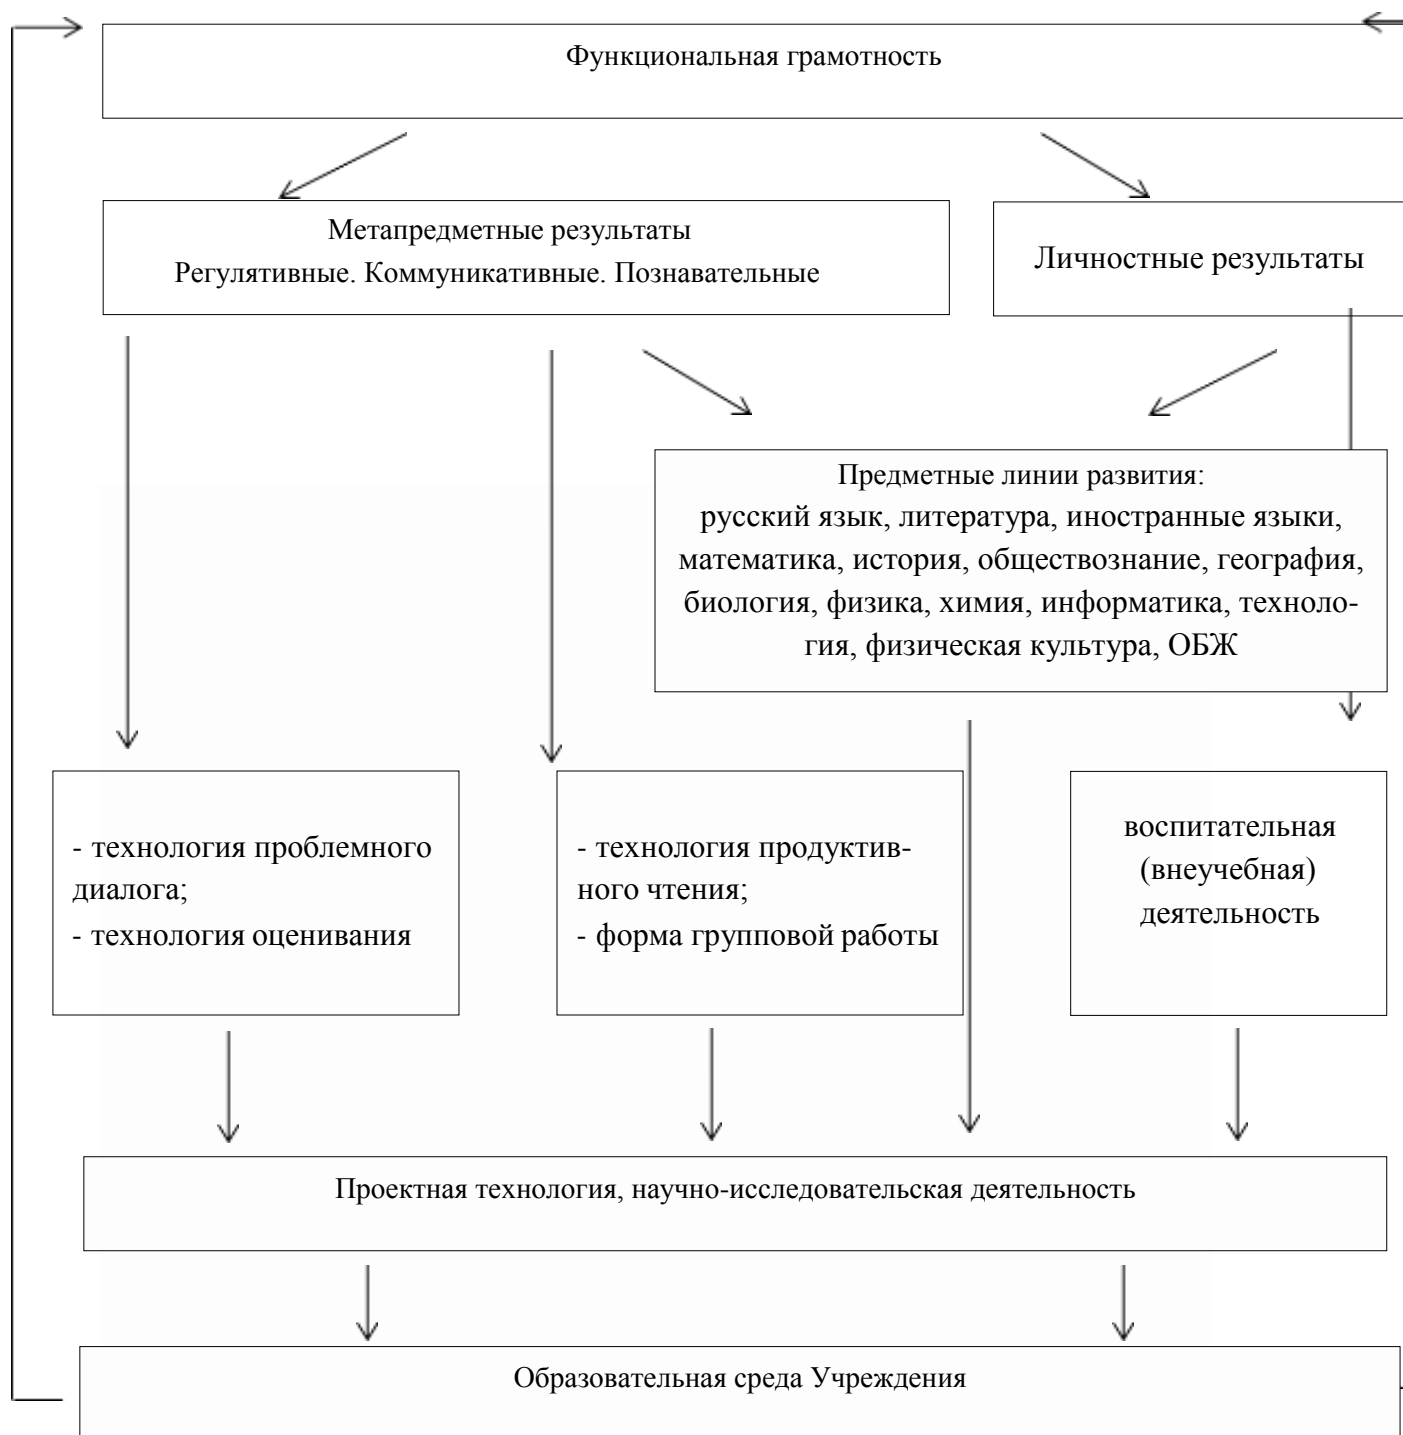 Функциональная грамотность
Метапредметные результаты
Регулятивные. Коммуникативные. Познавательные
Личностные результаты
Предметные линии развития:
русский язык, литература, иностранные языки,
математика, история, обществознание, география,
биология, физика, химия, информатика, техноло-
гия, физическая культура, ОБЖ
- технология проблемного
диалога;
- технология оценивания
- технология продуктив-
ного чтения;
- форма групповой работы
воспитательная
(внеучебная)
деятельность
Проектная технология, научно-исследовательская деятельность
Образовательная среда Учреждения